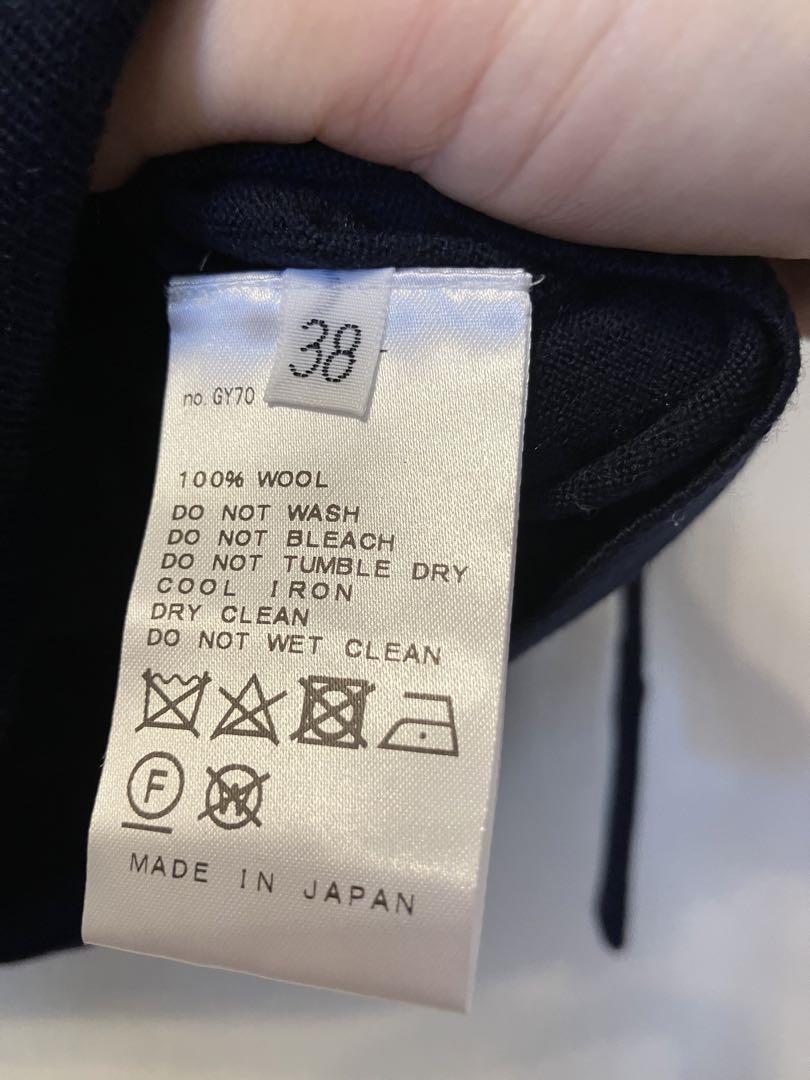 38
no. GY70
100% WOOL
DO NOT WASH
DO NOT BLEACH
DO NOT TUMBLE DRY
COOL IRON
DRY CLEAN
DO NOT WET CLEAN
F W
MADE IN JAPAN